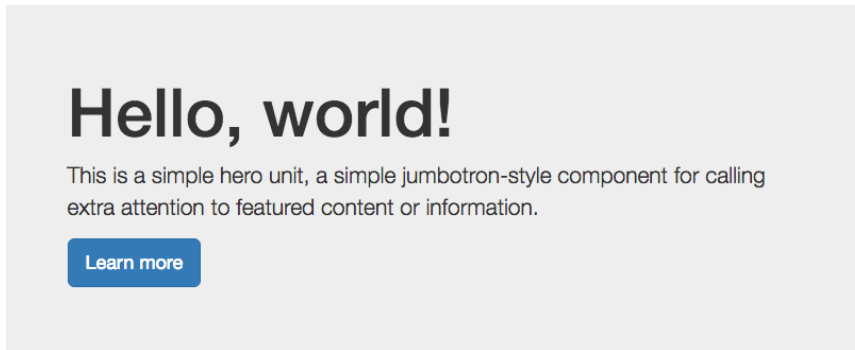 Hello, world!
This is a simple hero unit, a simple jumbotron-style component for calling
extra attention to featured content or information.
Learn more